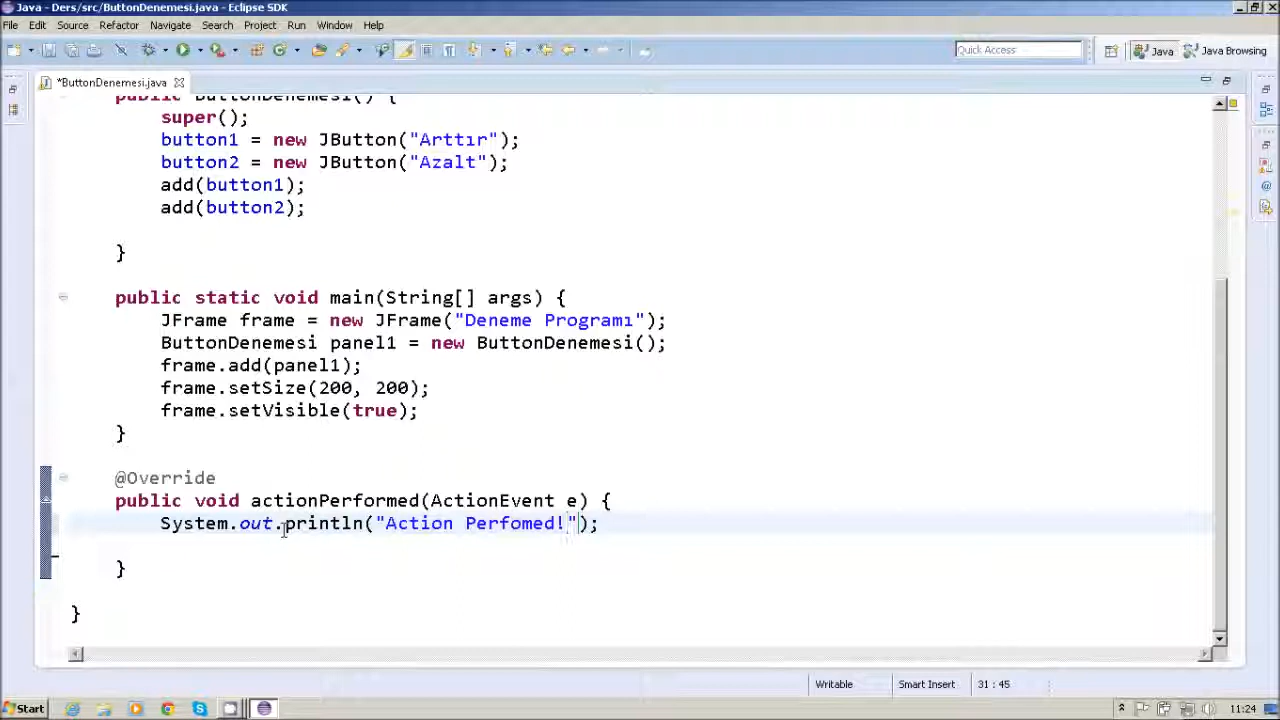 Java - Ders/src/ButtonDenemesi.java - Eclipse SDK
File Edit Source Refactor Navigate Search Project Run Window Help
Quick Access
Java
Java Browsing
*ButtonDenemesi.java
public ButtonDenemesi() {
super();
button1 = new JButton("Arttır");
button2 = new JButton("Azalt");
add(button1);
add(button2);
}
public static void main(String[] args) {
JFrame frame = new JFrame("Deneme Programı");
ButtonDenemesi panel1 = new ButtonDenemesi();
frame.add(panel1);
frame.setSize(200, 200);
frame.setVisible(true);
}
@Override
public void actionPerformed(ActionEvent e) {
System.out.println("Action Perfomed!");
}
}
Writable
Smart Insert
31 : 45
Start
11:24